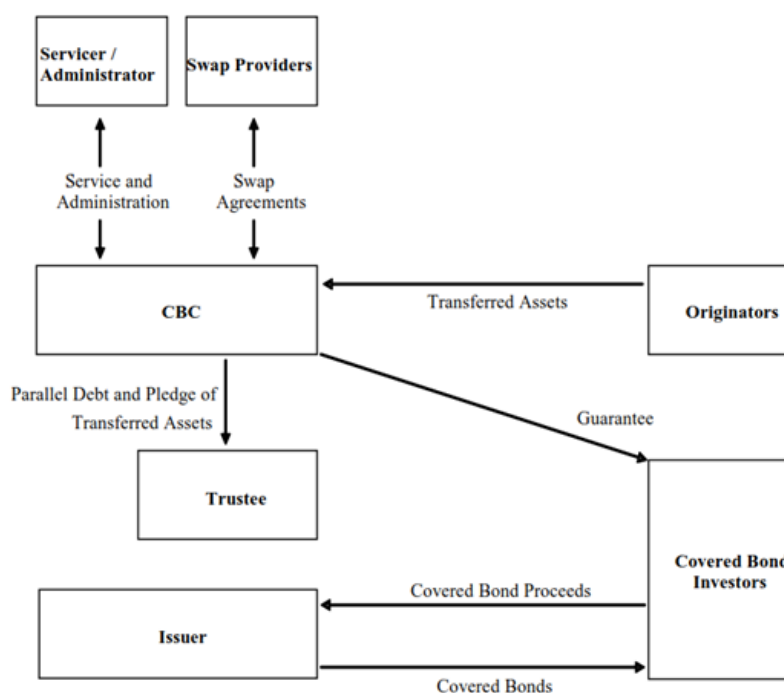 Servicer /
Administrator
Swap Providers
Service and
Administration
Swap
Agreements
CBC
Transferred Assets
Originators
Parallel Debt and Pledge of
Transferred Assets
Guarantee
Trustee
Covered Bond
Investors
Covered Bond Proceeds
Issuer
Covered Bonds